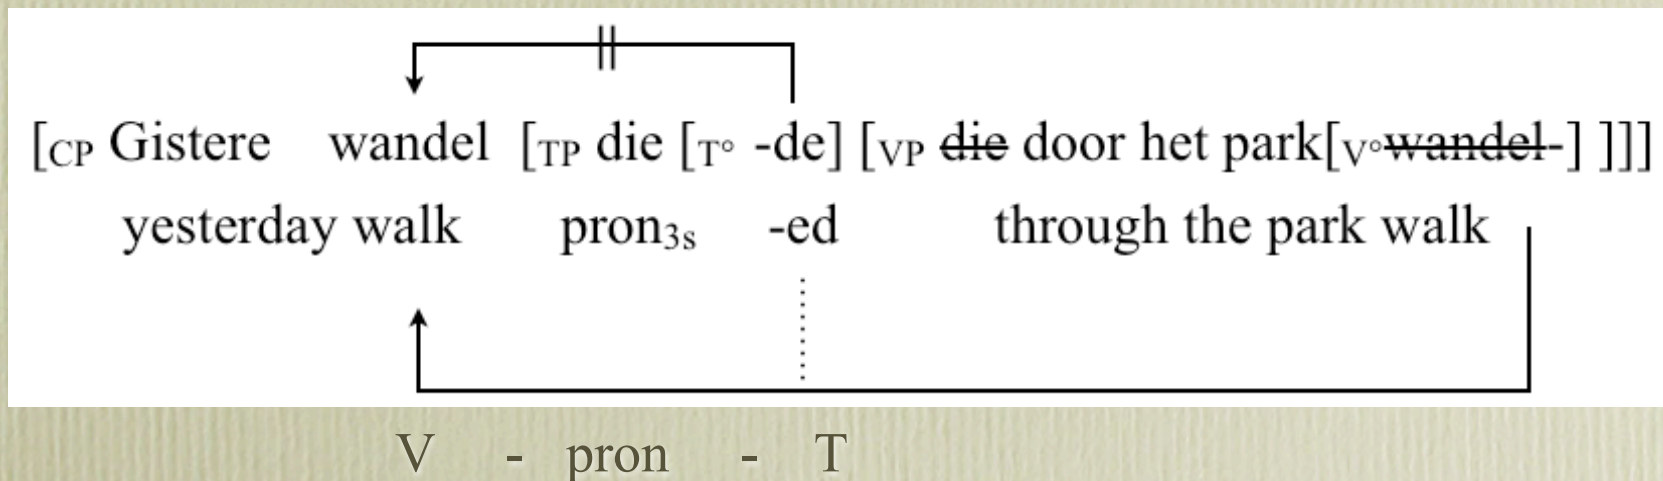 [CP Gistere wandel [TP die [T° -de] [VP die door het park[V°wandel-] ]]]
yesterday walk pron3s -ed through the park walk
V - pron - T